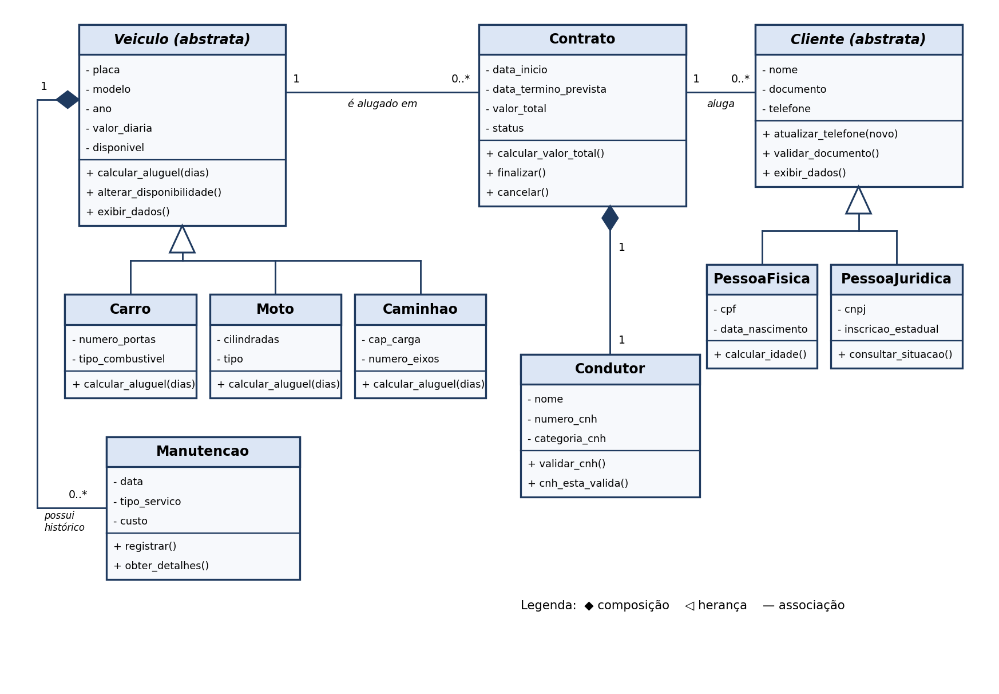 Veiculo (abstrata)
- placa
- modelo
- ano
- valor_diaria
- disponivel
+ calcular_aluguel(dias)
+ alterar_disponibilidade()
+ exibir_dados()
1
1
0..*
é alugado em
Contrato
- data_inicio
- data_termino_prevista
- valor_total
- status
+ calcular_valor_total()
+ finalizar()
+ cancelar()
1
0..*
aluga
Cliente (abstrata)
- nome
- documento
- telefone
+ atualizar_telefone(novo)
+ validar_documento()
+ exibir_dados()
Carro
- numero_portas
- tipo_combustivel
+ calcular_aluguel(dias)
Moto
- cilindradas
- tipo
+ calcular_aluguel(dias)
Caminhao
- cap_carga
- numero_eixos
+ calcular_aluguel(dias)
1
1
Condutor
- nome
- numero_cnh
- categoria_cnh
+ validar_cnh()
+ cnh_esta_valida()
PessoaFisica
- cpf
- data_nascimento
+ calcular_idade()
PessoaJuridica
- cnpj
- inscricao_estadual
+ consultar_situacao()
Manutencao
- data
- tipo_servico
- custo
+ registrar()
+ obter_detalhes()
0..*
possui
histórico
Legenda: ◆ composição ◁ herança — associação